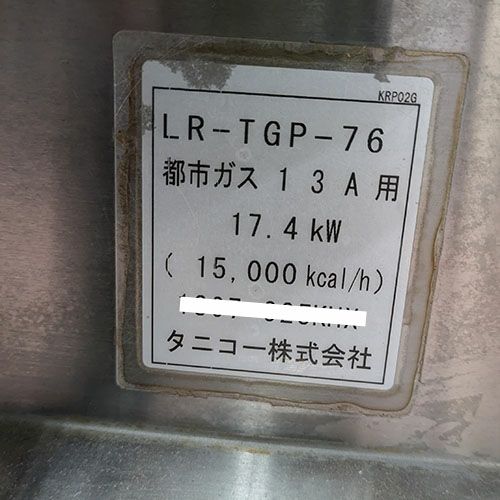 KRP02G
LR-TGP-76
都市ガス 13A用
17.4kW
( 15,000kcal/h)
タニコー株式会社